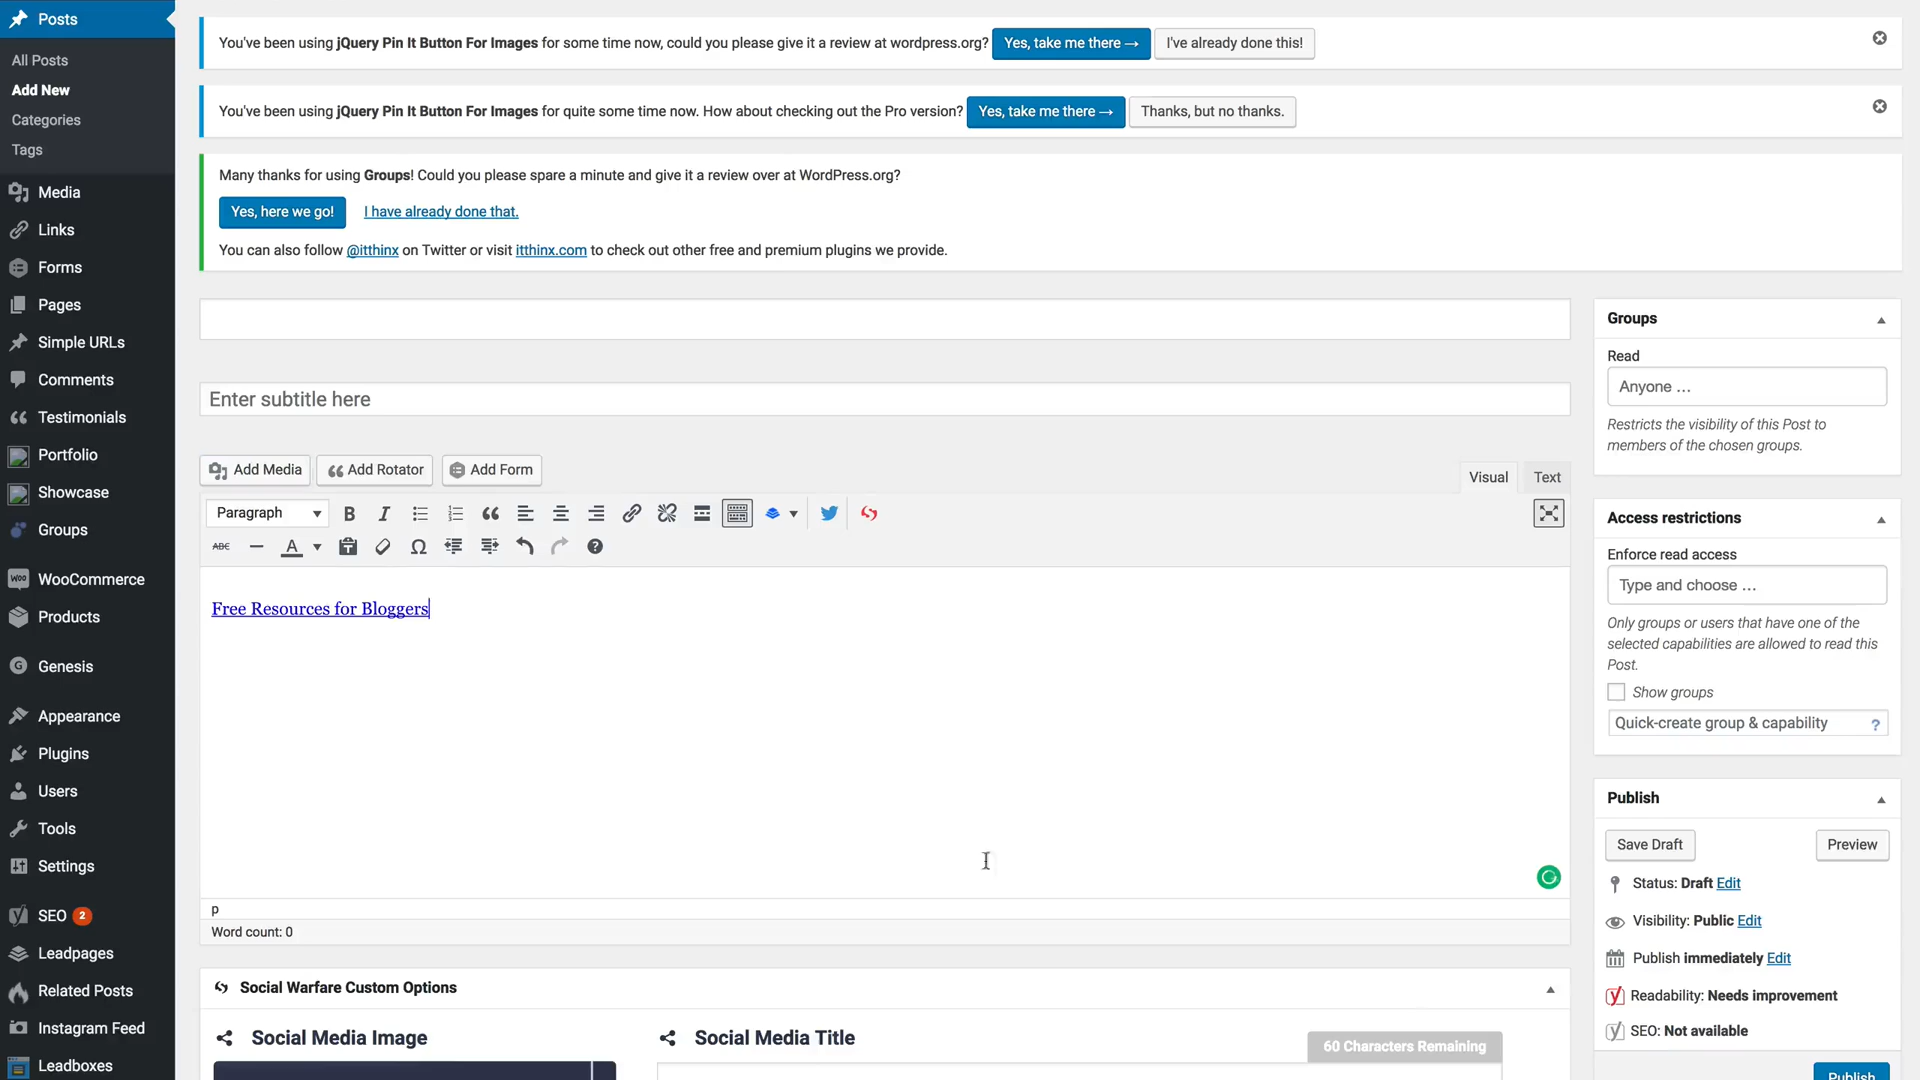 Posts
All Posts
Add New
Categories
Tags
Media
Links
Forms
Pages
Simple URLs
Comments
Testimonials
Portfolio
Showcase
Groups
WooCommerce
Products
Genesis
Appearance
Plugins
Users
Tools
Settings
SEO 2
Leadpages
Related Posts
Instagram Feed
Leadboxes
You've been using jQuery Pin It Button For Images for some time now, could you please give it a review at wordpress.org? Yes, take me there → I've already done this!
You've been using jQuery Pin It Button For Images for quite some time now. How about checking out the Pro version? Yes, take me there → Thanks, but no thanks.
Many thanks for using Groups! Could you please spare a minute and give it a review over at WordPress.org?
Yes, here we go! I have already done that.
You can also follow @itthinx on Twitter or visit itthinx.com to check out other free and premium plugins we provide.
Enter subtitle here
Add Media Add Rotator Add Form Visual Text
Paragraph B I
ABC A Ω ?
Free Resources for Bloggers
p
Word count: 0
Social Warfare Custom Options
Social Media Image Social Media Title 60 Characters Remaining
Groups
Read
Anyone ...
Restricts the visibility of this Post to
members of the chosen groups.
Access restrictions
Enforce read access
Type and choose ...
Only groups or users that have one of the
selected capabilities are allowed to read this
Post.
Show groups
Quick-create group & capability ?
Publish
Save Draft Preview
Status: Draft Edit
Visibility: Public Edit
Publish immediately Edit
Readability: Needs improvement
SEO: Not available
Publish